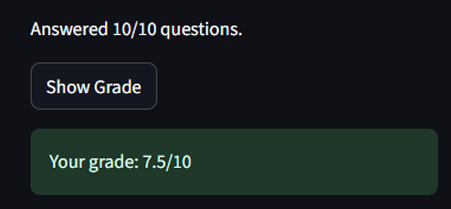 Answered 10/10 questions.
Show Grade
Your grade: 7.5/10